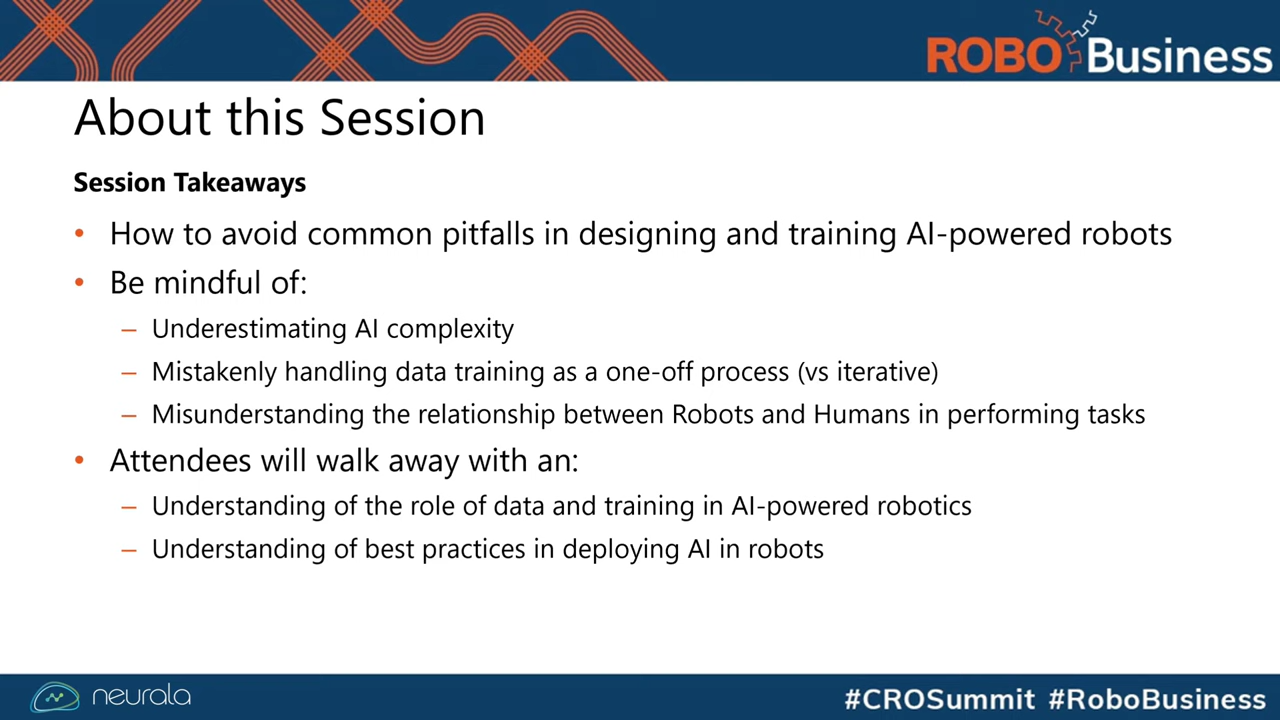 ROBO Business
About this Session
Session Takeaways
• How to avoid common pitfalls in designing and training AI-powered robots
• Be mindful of:
– Underestimating AI complexity
– Mistakenly handling data training as a one-off process (vs iterative)
– Misunderstanding the relationship between Robots and Humans in performing tasks
• Attendees will walk away with an:
– Understanding of the role of data and training in AI-powered robotics
– Understanding of best practices in deploying AI in robots
neurala
#CROSummit #RoboBusiness